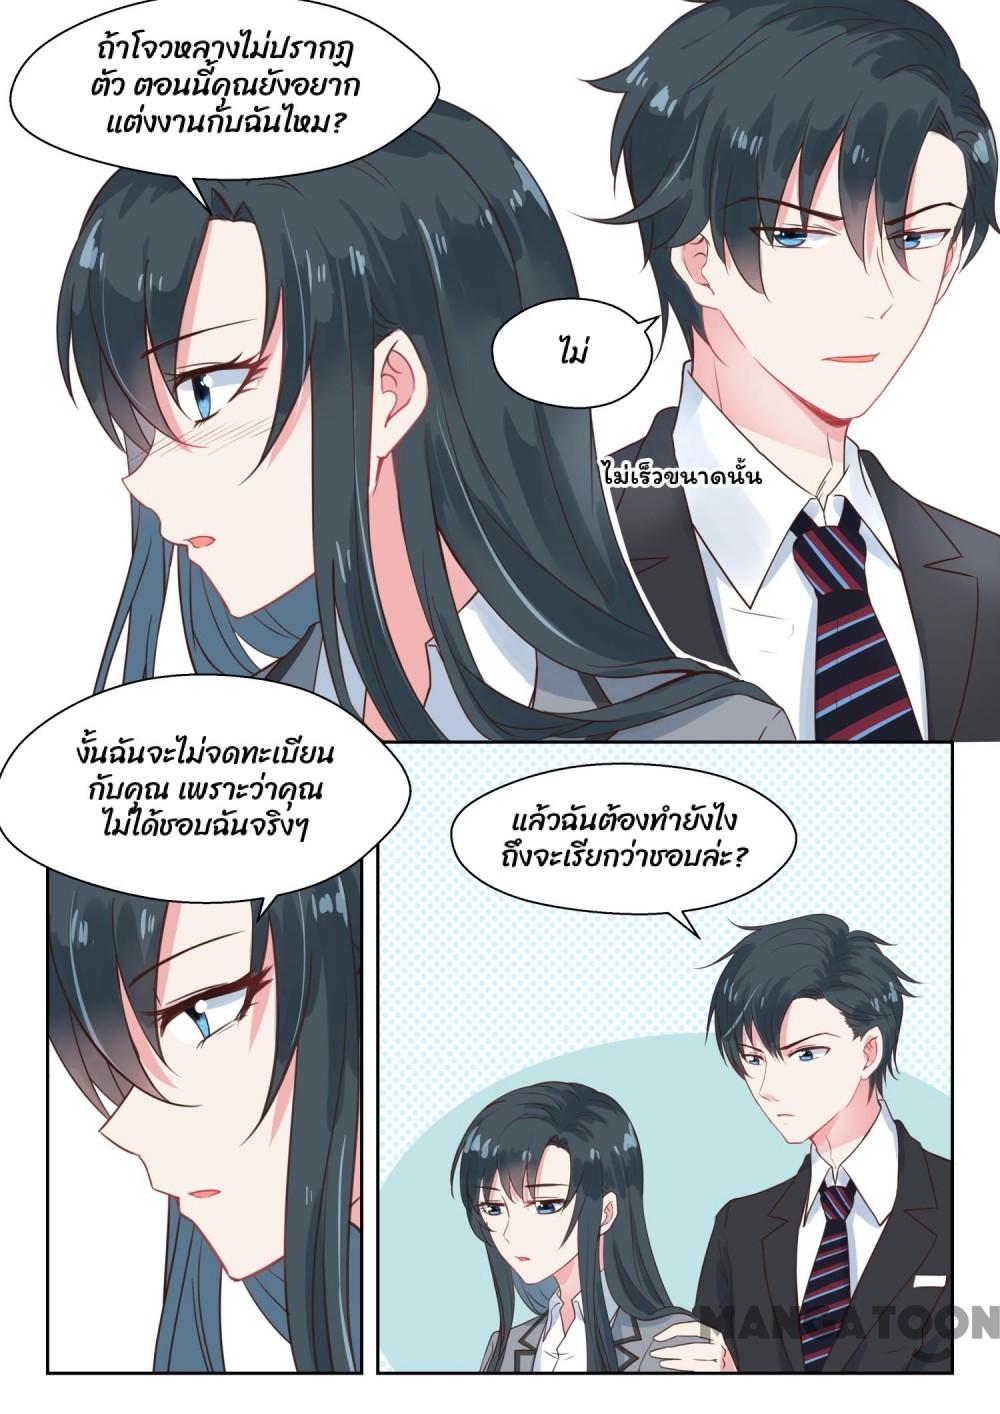 ถ้าโจวหลางไม่ปรากฏ
ตัว ตอนนี้คุณยังอยาก
แต่งงานกับฉันไหม?
ไม่
ไม่เร็วขนาดนั้น
งั้นฉันจะไม่จดทะเบียน
กับคุณ เพราะว่าคุณ
ไม่ได้ชอบฉันจริงๆ
แล้วฉันต้องทำยังไง
ถึงจะเรียกว่าชอบล่ะ?
MANGATOON